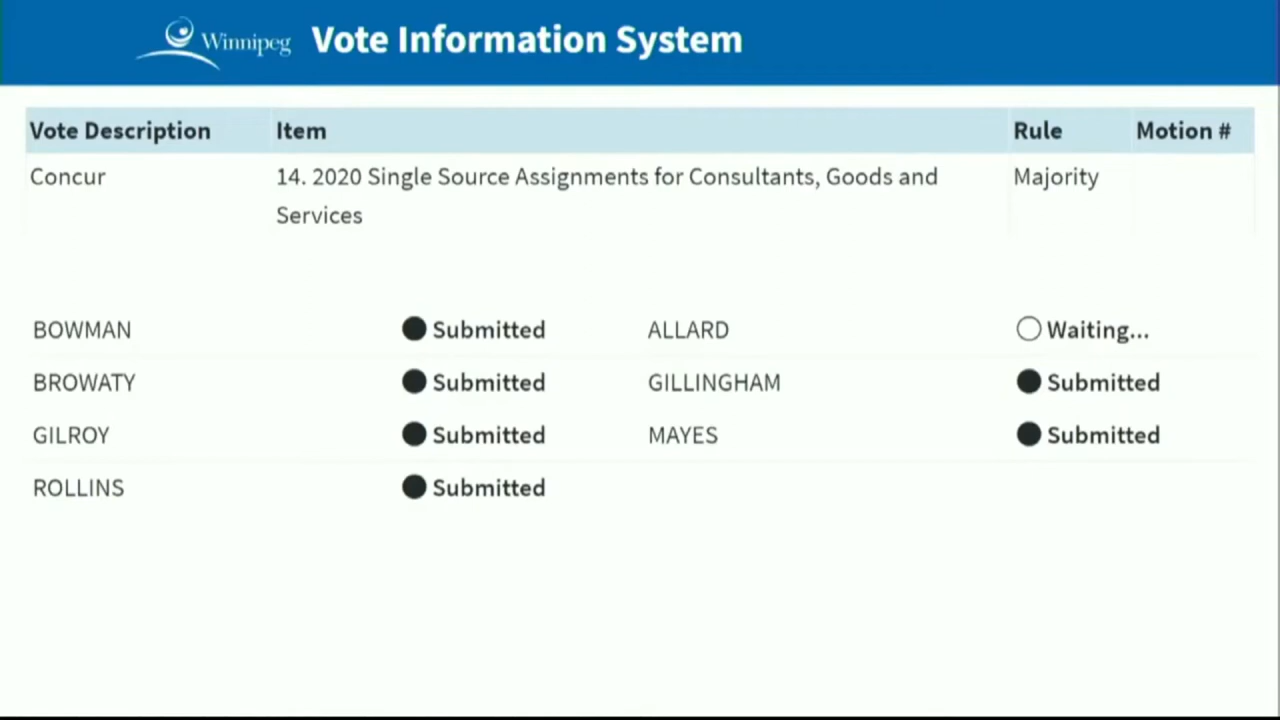 Winnipeg Vote Information System
Vote Description Item Rule Motion #
Concur 14. 2020 Single Source Assignments for Consultants, Goods and Majority
Services
BOWMAN Submitted ALLARD Waiting...
BROWATY Submitted GILLINGHAM Submitted
GILROY Submitted MAYES Submitted
ROLLINS Submitted